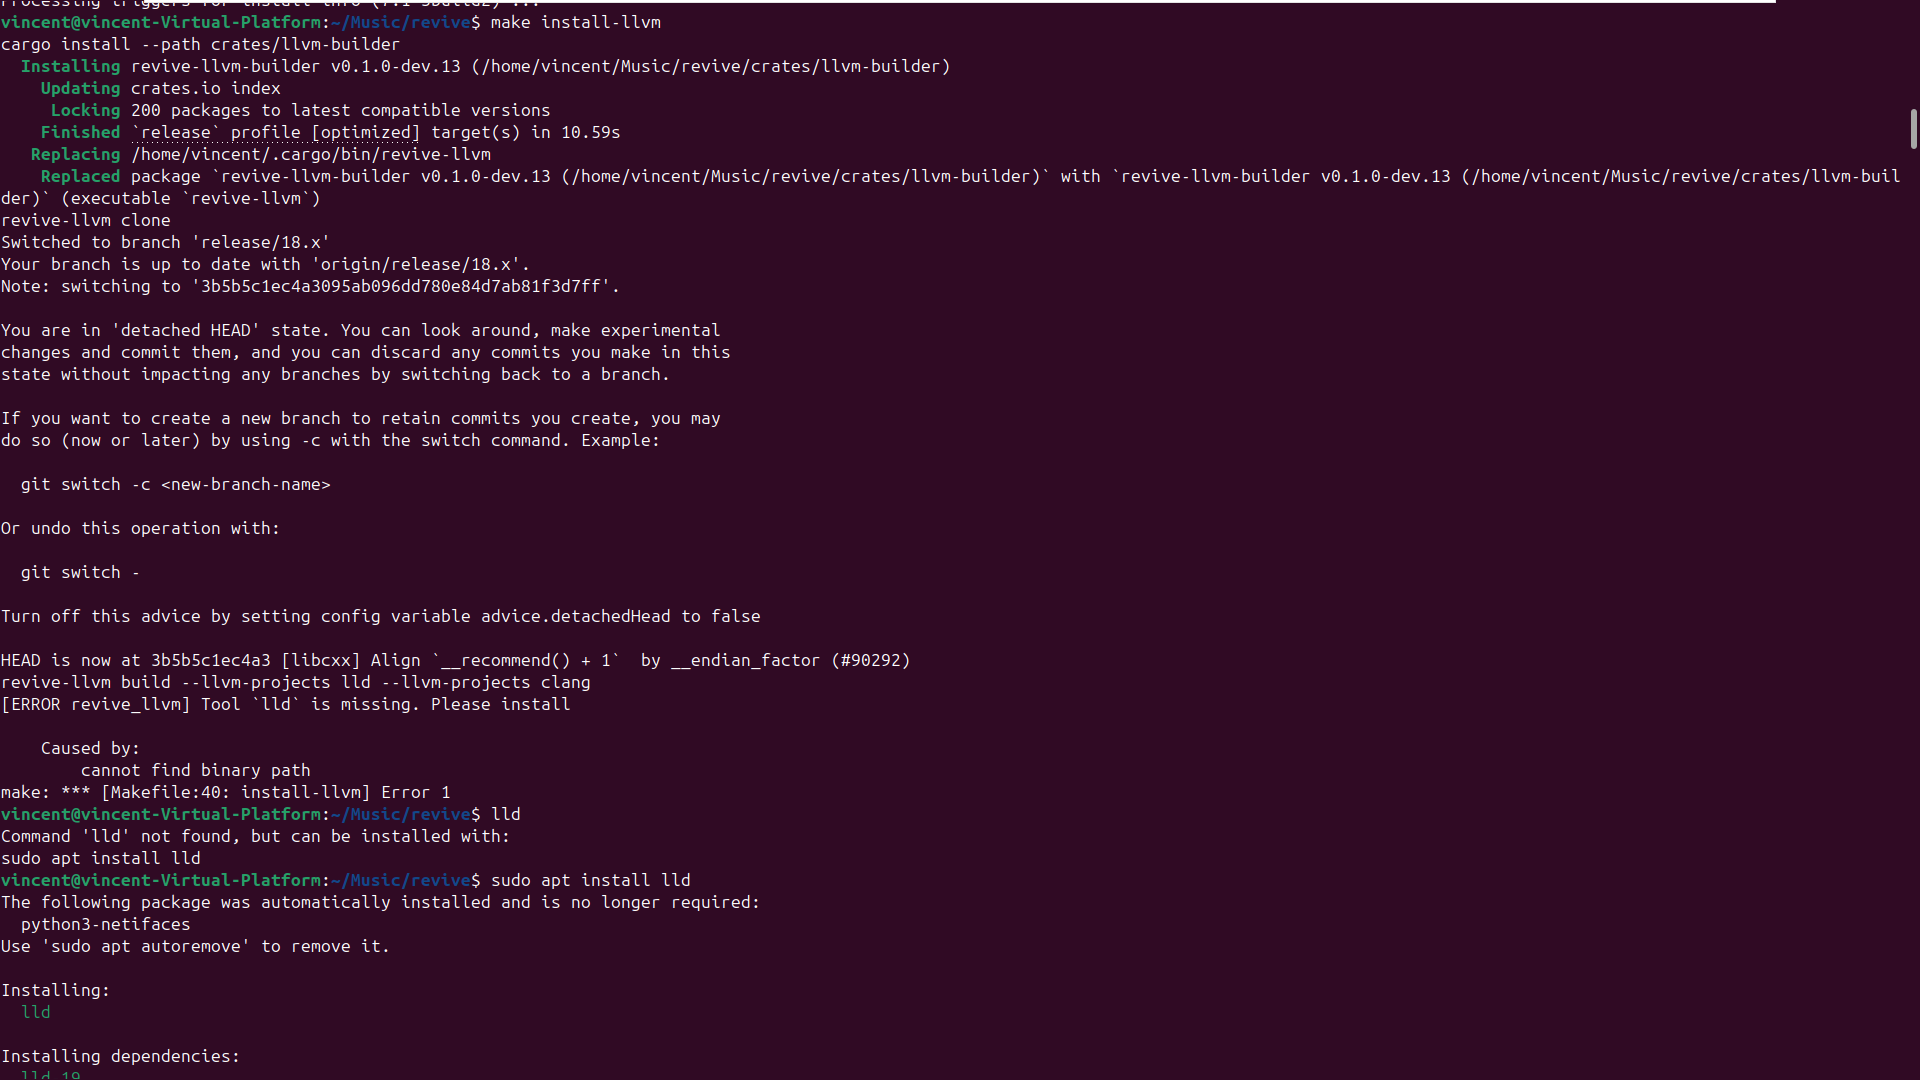 Processing triggers for install-info (7.1-3build2) ...
vincent@vincent-Virtual-Platform:~/Music/revive$ make install-llvm
cargo install --path crates/llvm-builder
  Installing revive-llvm-builder v0.1.0-dev.13 (/home/vincent/Music/revive/crates/llvm-builder)
    Updating crates.io index
     Locking 200 packages to latest compatible versions
    Finished `release` profile [optimized] target(s) in 10.59s
   Replacing /home/vincent/.cargo/bin/revive-llvm
    Replaced package `revive-llvm-builder v0.1.0-dev.13 (/home/vincent/Music/revive/crates/llvm-builder)` with `revive-llvm-builder v0.1.0-dev.13 (/home/vincent/Music/revive/crates/llvm-buil
der)` (executable `revive-llvm`)
revive-llvm clone
Switched to branch 'release/18.x'
Your branch is up to date with 'origin/release/18.x'.
Note: switching to '3b5b5c1ec4a3095ab096dd780e84d7ab81f3d7ff'.
You are in 'detached HEAD' state. You can look around, make experimental
changes and commit them, and you can discard any commits you make in this
state without impacting any branches by switching back to a branch.
If you want to create a new branch to retain commits you create, you may
do so (now or later) by using -c with the switch command. Example:
  git switch -c <new-branch-name>
Or undo this operation with:
  git switch -
Turn off this advice by setting config variable advice.detachedHead to false
HEAD is now at 3b5b5c1ec4a3 [libcxx] Align `__recommend() + 1`  by __endian_factor (#90292)
revive-llvm build --llvm-projects lld --llvm-projects clang
[ERROR revive_llvm] Tool `lld` is missing. Please install
    Caused by:
        cannot find binary path
make: *** [Makefile:40: install-llvm] Error 1
vincent@vincent-Virtual-Platform:~/Music/revive$ lld
Command 'lld' not found, but can be installed with:
sudo apt install lld
vincent@vincent-Virtual-Platform:~/Music/revive$ sudo apt install lld
The following package was automatically installed and is no longer required:
  python3-netifaces
Use 'sudo apt autoremove' to remove it.
Installing:
  lld
Installing dependencies:
  lld-19